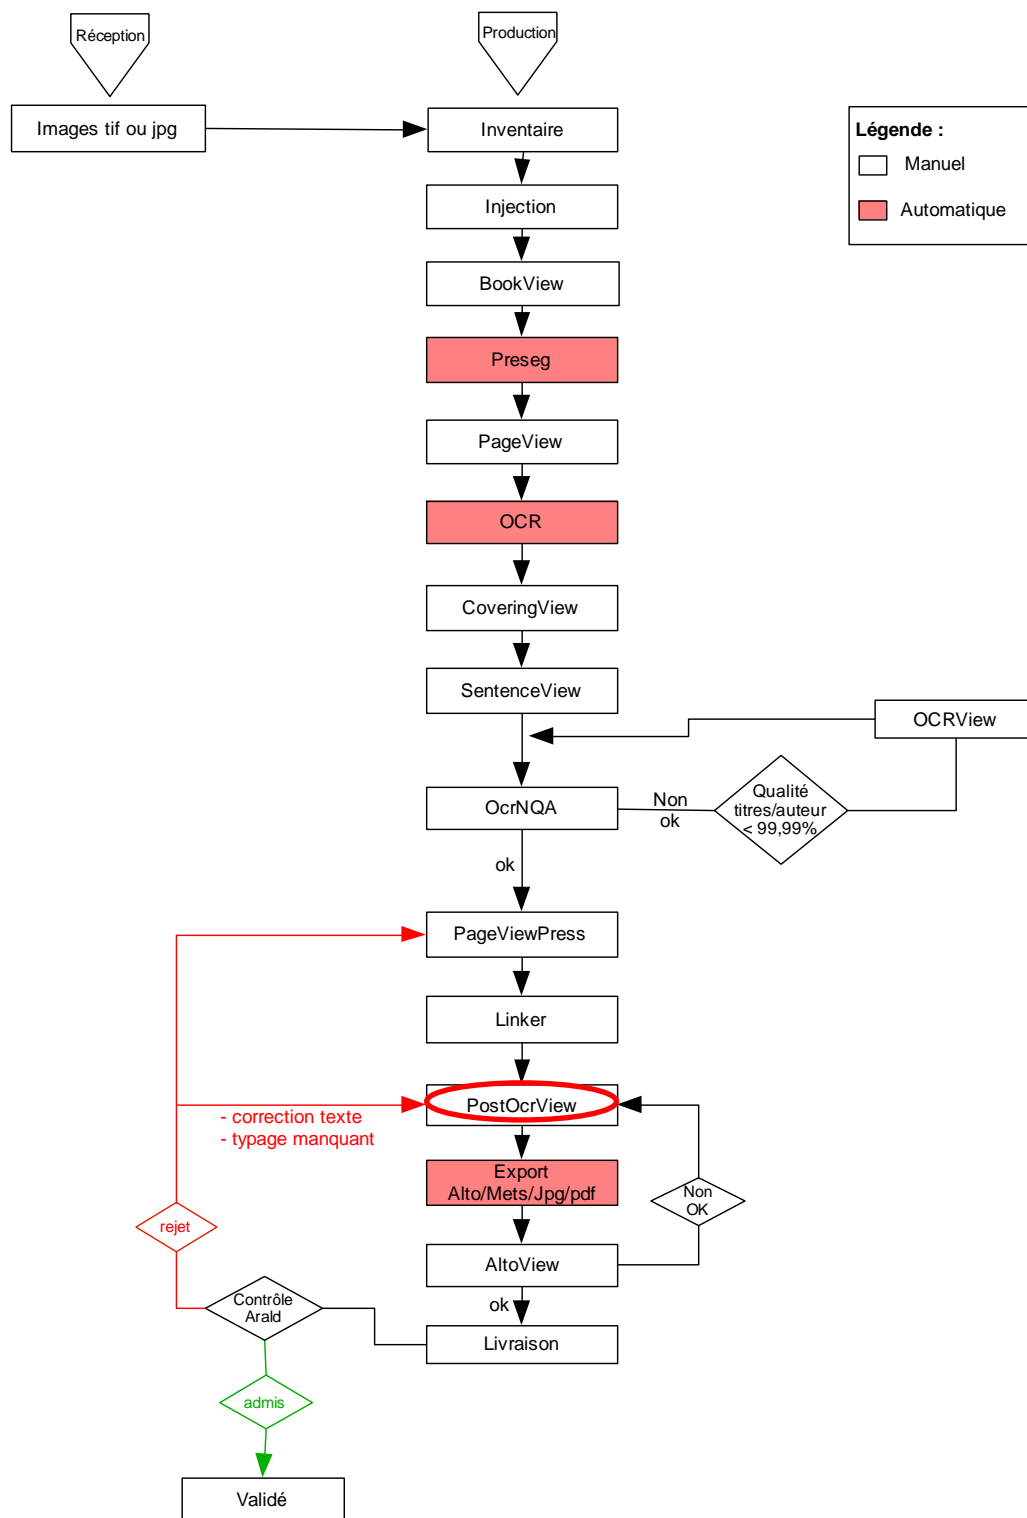 Réception
Production
Images tif ou jpg
Inventaire
Légende :
Manuel
Automatique
Injection
BookView
Preseg
PageView
OCR
CoveringView
SentenceView
OCRView
OcrNQA
Non
ok
Qualité
titres/auteur
< 99,99%
ok
PageViewPress
Linker
PostOcrView
- correction texte
- typage manquant
Export
Alto/Mets/Jpg/pdf
Non
OK
rejet
AltoView
ok
Contrôle
Arald
Livraison
admis
Validé